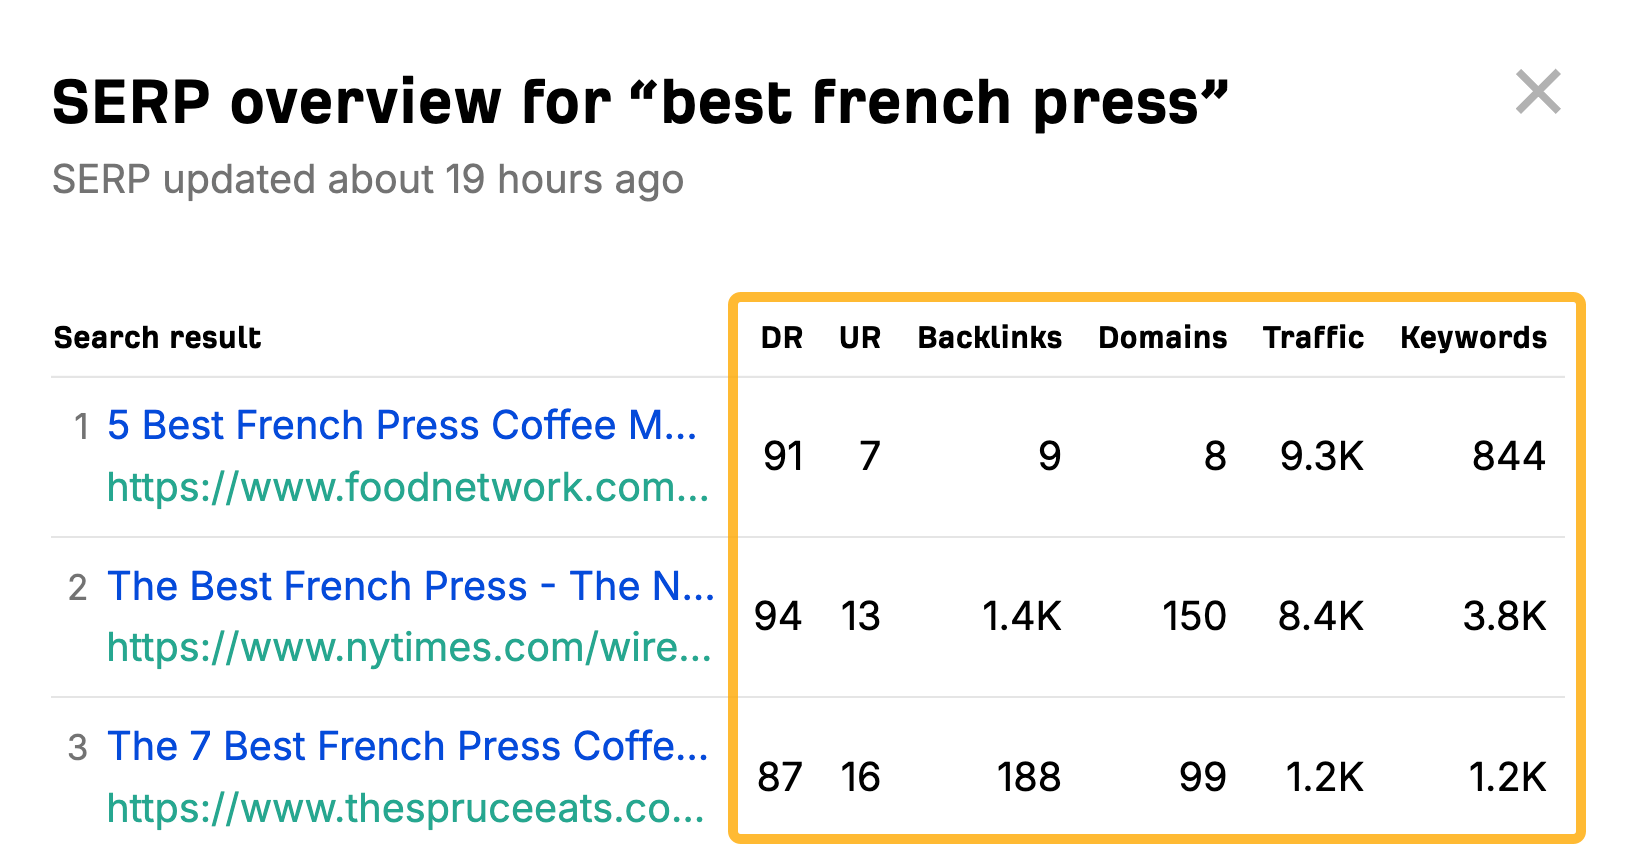 SERP overview for “best french press”
SERP updated about 19 hours ago
Search result DR UR Backlinks Domains Traffic Keywords
1 5 Best French Press Coffee M...
https://www.foodnetwork.com...
91 7 9 8 9.3K 844
2 The Best French Press - The N...
https://www.nytimes.com/wire...
94 13 1.4K 150 8.4K 3.8K
3 The 7 Best French Press Coffe...
https://www.thespruceeats.co...
87 16 188 99 1.2K 1.2K